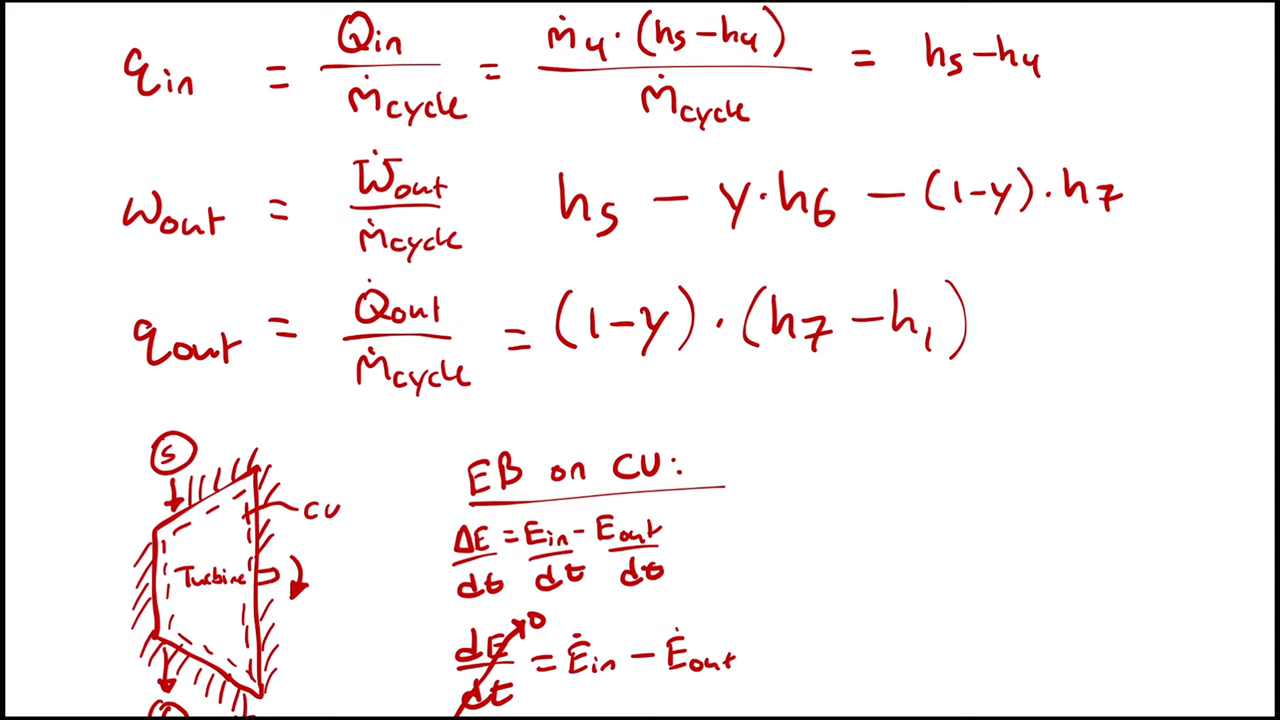 qin = Q̇in / ṁcycle = ṁ4 · (h5 − h4) / ṁcycle = h5 − h4
wout = Ẇout / ṁcycle h5 − y·h6 − (1−y)·h7
qout = Q̇out / ṁcycle = (1−y)·(h7 − h1)
5
CV
Turbine
EB on CV:
ΔE/dt = Ein/dt − Eout/dt
dE/dt 0 = Ėin − Ėout